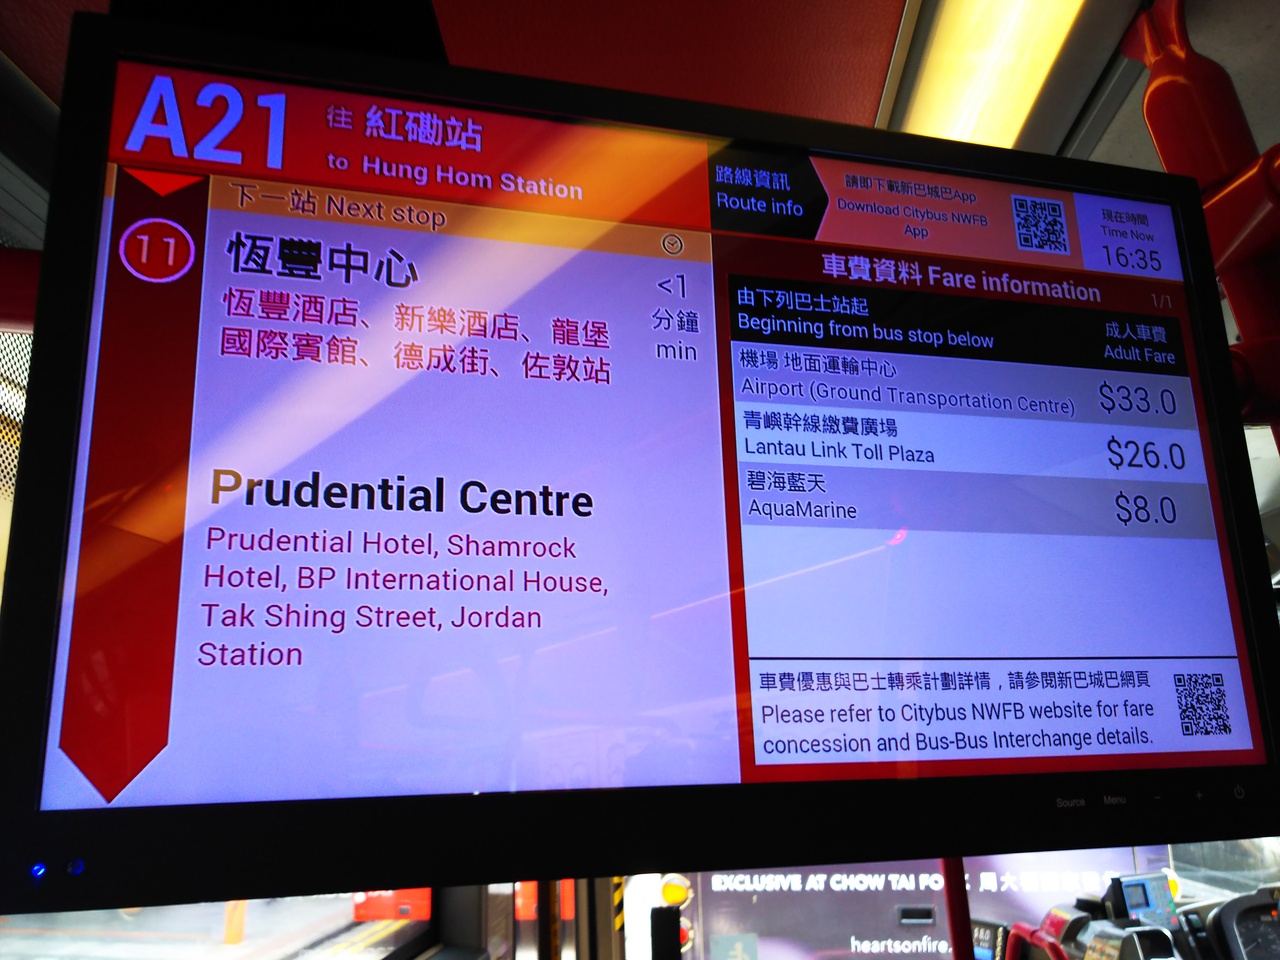 A21
往 紅磡站
to Hung Hom Station
下一站 Next stop
11
恆豐中心
恆豐酒店、新樂酒店、龍堡
國際賓館、德成街、佐敦站
<1
分鐘
min
Prudential Centre
Prudential Hotel, Shamrock
Hotel, BP International House,
Tak Shing Street, Jordan
Station
路線資訊
Route info
請即下載新巴城巴App
Download Citybus NWFB
App
現在時間
Time Now
16:35
車費資料 Fare information
1/1
由下列巴士站起
Beginning from bus stop below
成人車費
Adult Fare
機場 地面運輸中心
Airport (Ground Transportation Centre)
$33.0
青嶼幹線繳費廣場
Lantau Link Toll Plaza
$26.0
碧海藍天
AquaMarine
$8.0
車費優惠與巴士轉乘計劃詳情，請參閱新巴城巴網頁
Please refer to Citybus NWFB website for fare
concession and Bus-Bus Interchange details.
Source Menu - +
EXCLUSIVE AT CHOW TAI
heartsonfire.